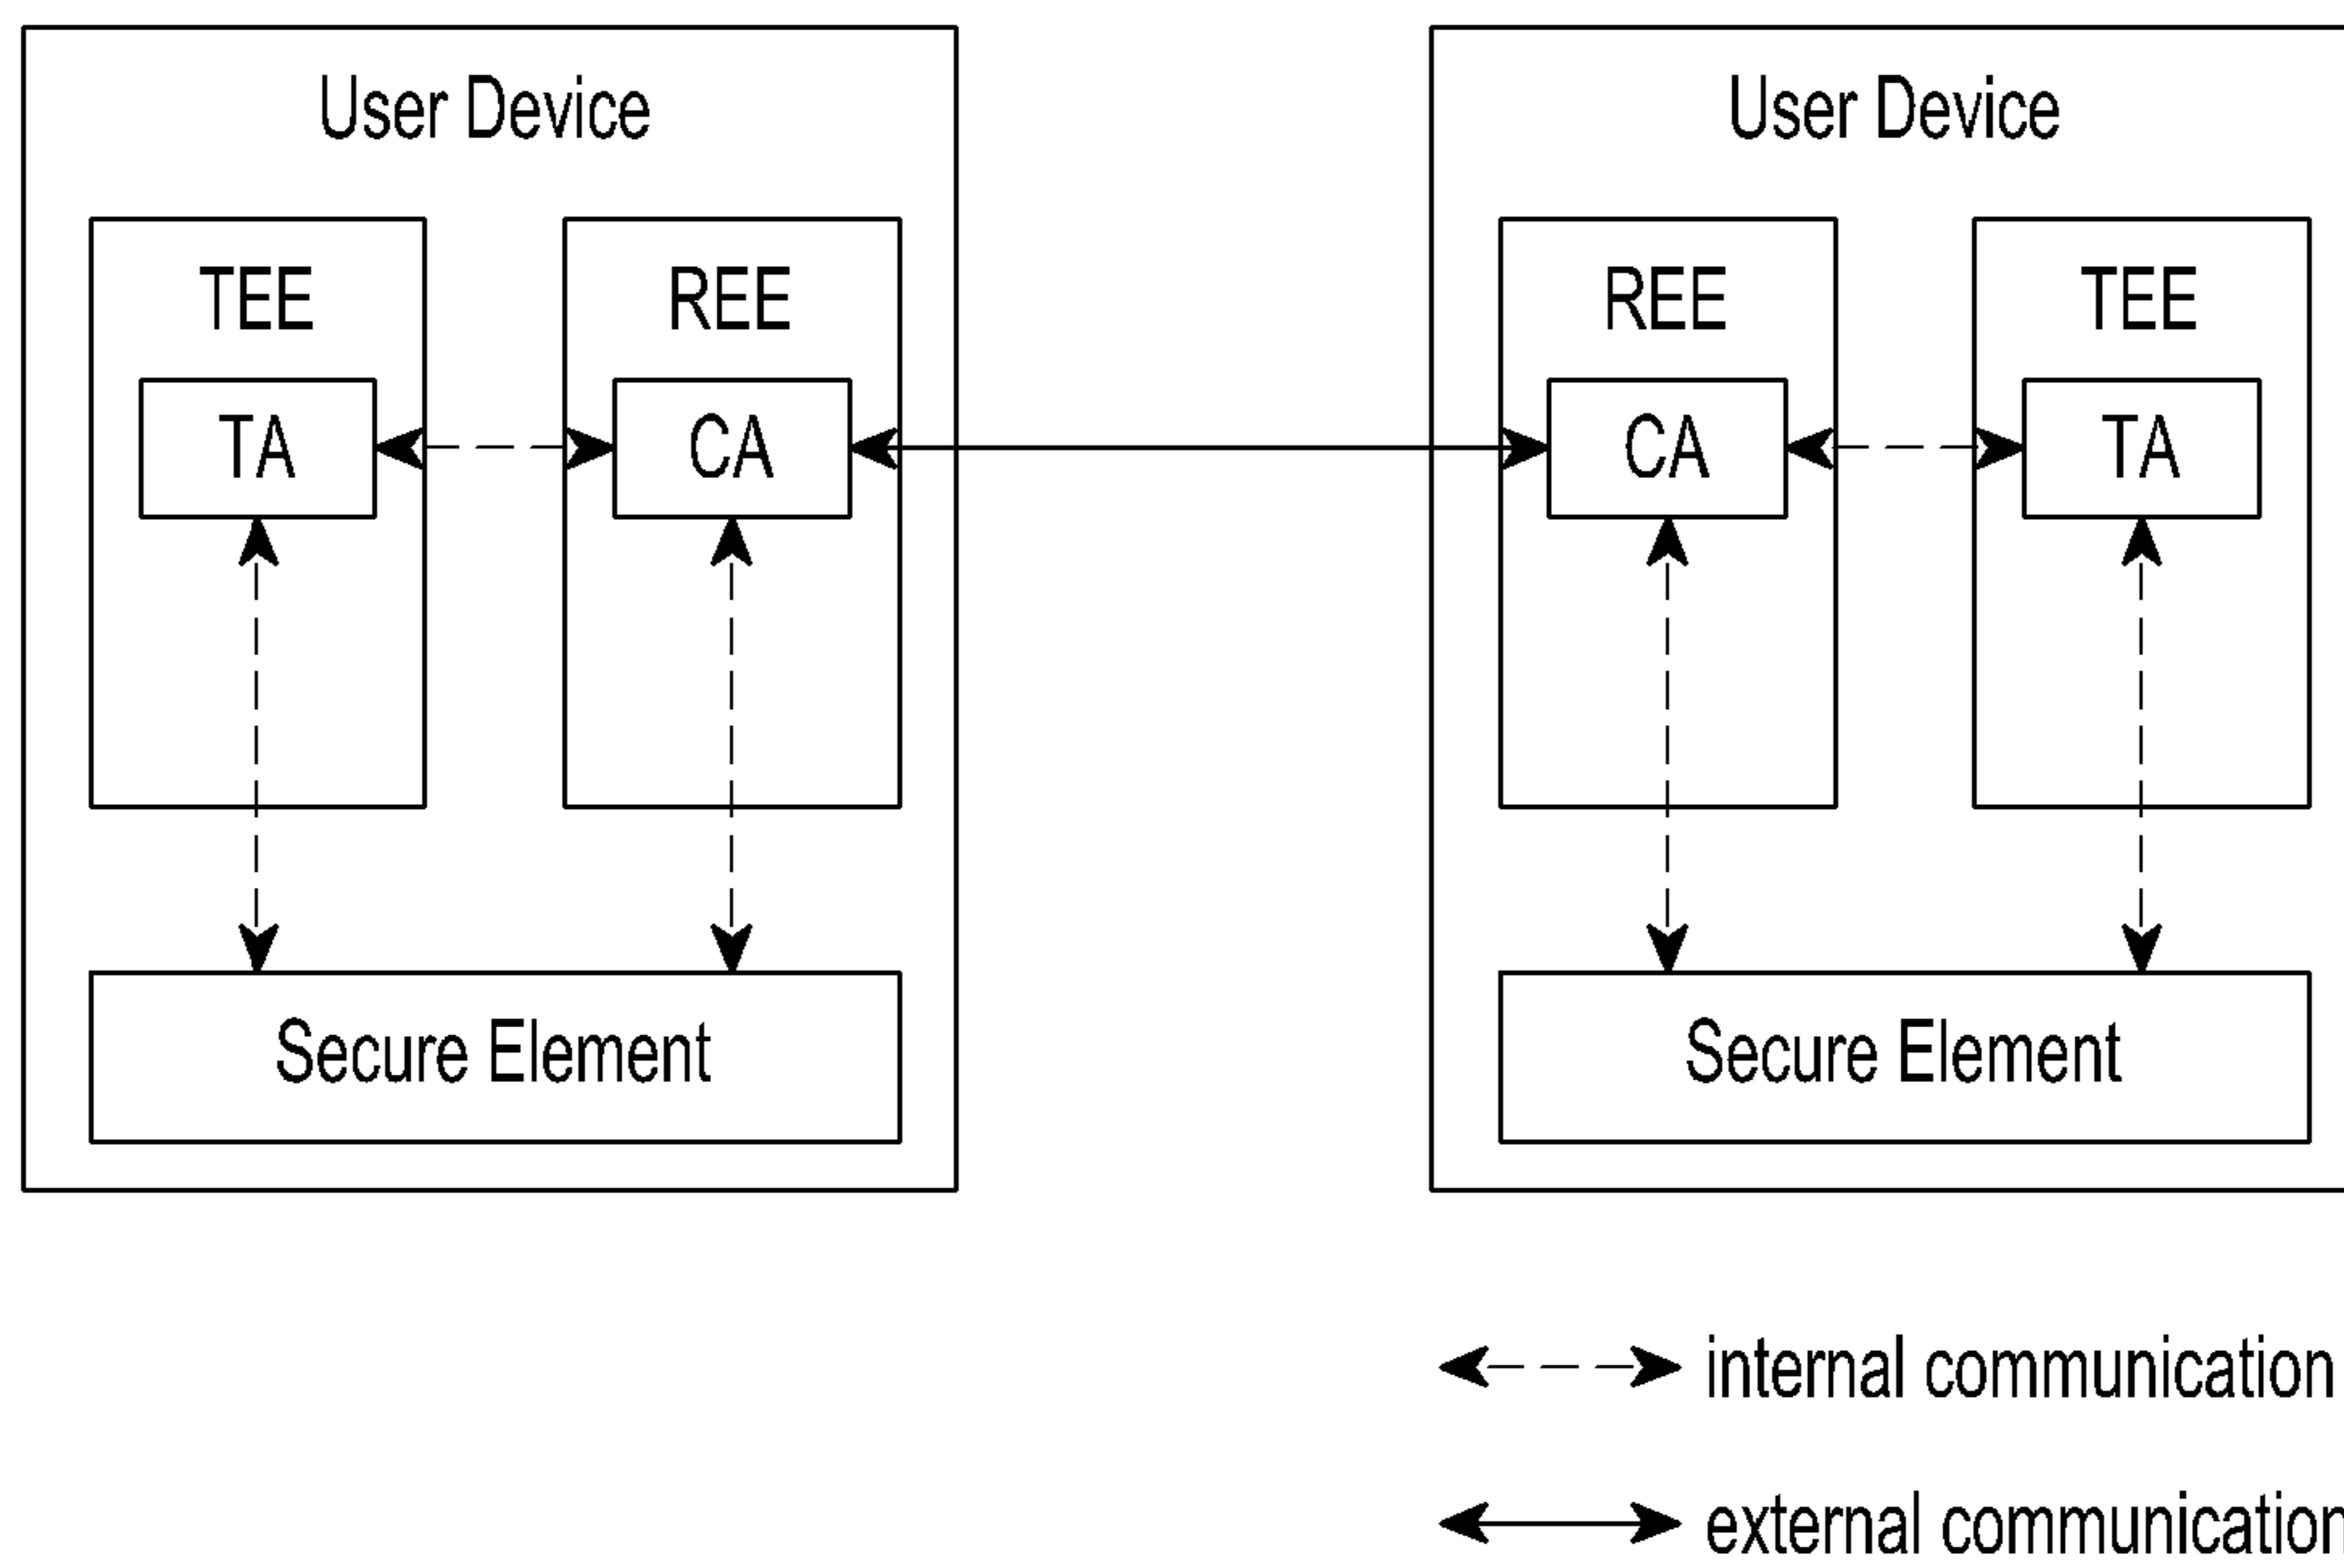 User Device
User Device
TEE
REE
REE
TEE
TA
CA
CA
TA
Secure Element
Secure Element
internal communication
external communication